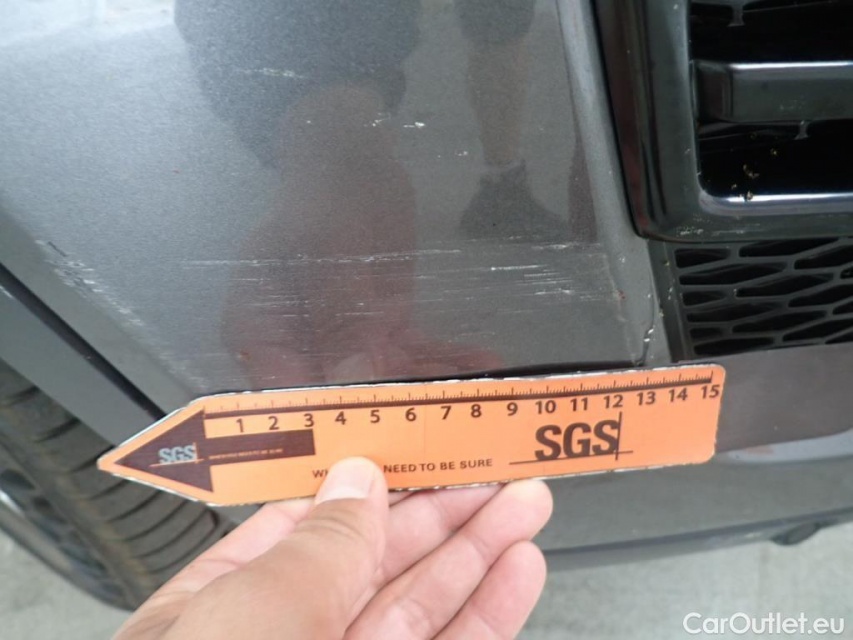 1 2 3 4 5 6 7 8 9 10 11 12 13 14 15
SGS
SGS
NEED TO BE SURE
CarOutlet.eu